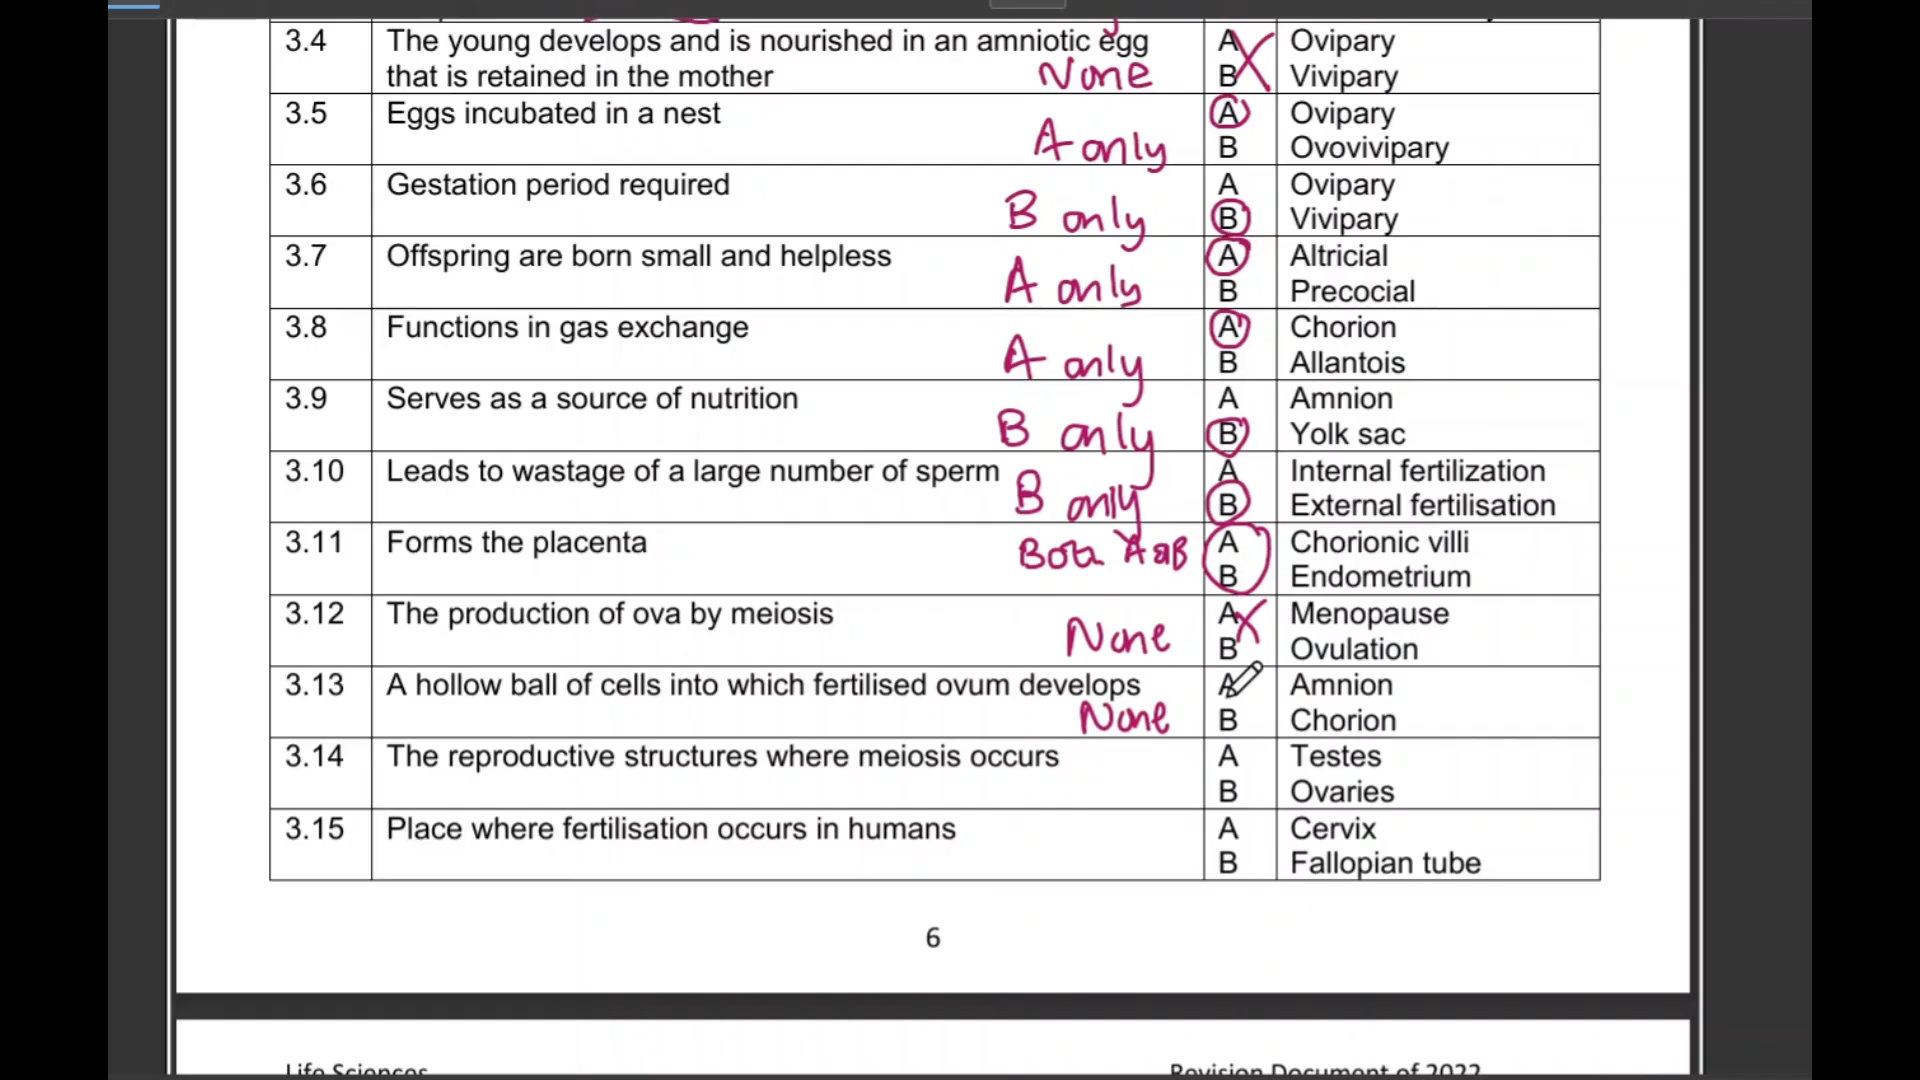 3.4 The young develops and is nourished in an amniotic egg A Ovipary
that is retained in the mother None B Vivipary
3.5 Eggs incubated in a nest A Ovipary
A only B Ovovivipary
3.6 Gestation period required A Ovipary
B only B Vivipary
3.7 Offspring are born small and helpless A Altricial
A only B Precocial
3.8 Functions in gas exchange A Chorion
A only B Allantois
3.9 Serves as a source of nutrition A Amnion
B only B Yolk sac
3.10 Leads to wastage of a large number of sperm A Internal fertilization
B only B External fertilisation
3.11 Forms the placenta A Chorionic villi
Both A & B B Endometrium
3.12 The production of ova by meiosis A Menopause
None B Ovulation
3.13 A hollow ball of cells into which fertilised ovum develops A Amnion
None B Chorion
3.14 The reproductive structures where meiosis occurs A Testes
B Ovaries
3.15 Place where fertilisation occurs in humans A Cervix
B Fallopian tube
6
Life Sciences Revision Document of 2022